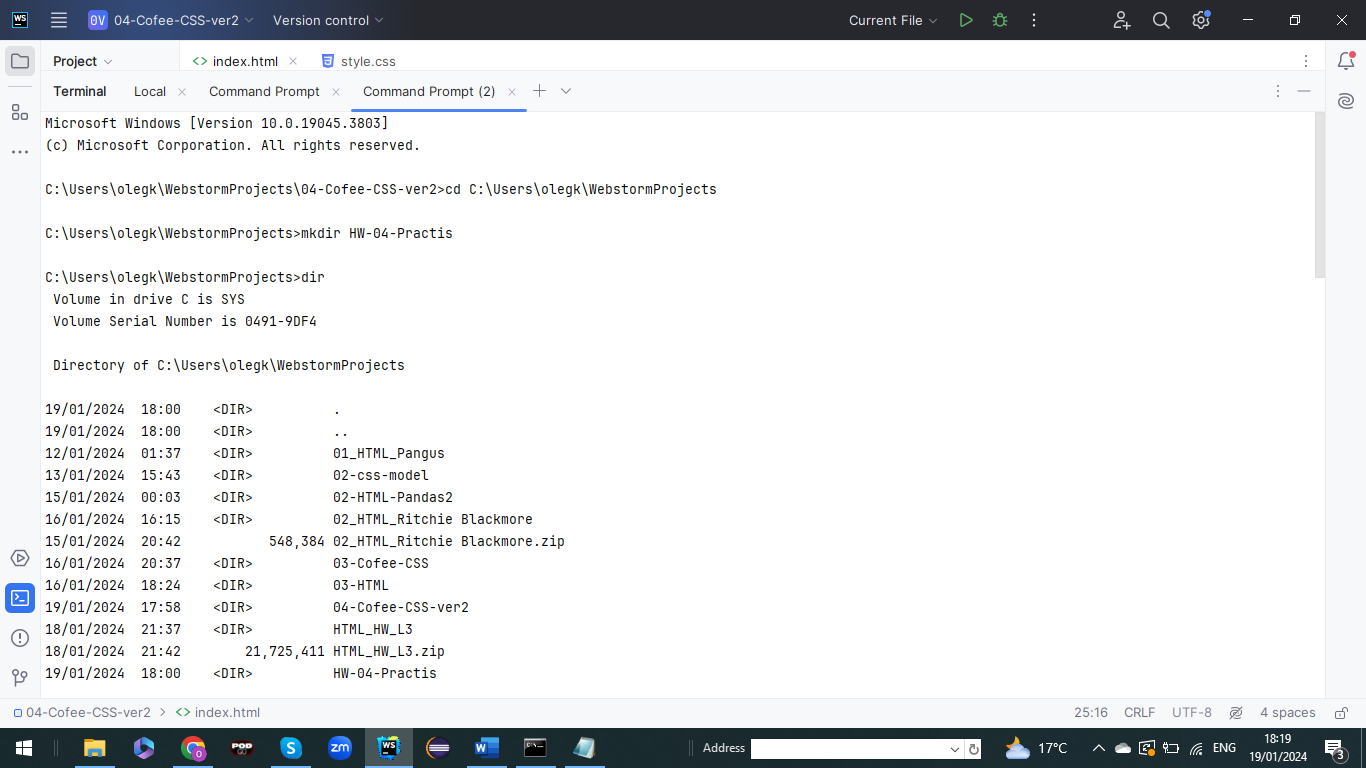 WS
0V 04-Cofee-CSS-ver2 Version control Current File
Project <> index.html style.css
Terminal Local Command Prompt Command Prompt (2)
Microsoft Windows [Version 10.0.19045.3803]
(c) Microsoft Corporation. All rights reserved.
C:\Users\olegk\WebstormProjects\04-Cofee-CSS-ver2>cd C:\Users\olegk\WebstormProjects
C:\Users\olegk\WebstormProjects>mkdir HW-04-Practis
C:\Users\olegk\WebstormProjects>dir
Volume in drive C is SYS
Volume Serial Number is 0491-9DF4
Directory of C:\Users\olegk\WebstormProjects
19/01/2024 18:00 <DIR> .
19/01/2024 18:00 <DIR> ..
12/01/2024 01:37 <DIR> 01_HTML_Pangus
13/01/2024 15:43 <DIR> 02-css-model
15/01/2024 00:03 <DIR> 02-HTML-Pandas2
16/01/2024 16:15 <DIR> 02_HTML_Ritchie Blackmore
15/01/2024 20:42 548,384 02_HTML_Ritchie Blackmore.zip
16/01/2024 20:37 <DIR> 03-Cofee-CSS
16/01/2024 18:24 <DIR> 03-HTML
19/01/2024 17:58 <DIR> 04-Cofee-CSS-ver2
18/01/2024 21:37 <DIR> HTML_HW_L3
18/01/2024 21:42 21,725,411 HTML_HW_L3.zip
19/01/2024 18:00 <DIR> HW-04-Practis
04-Cofee-CSS-ver2 > <> index.html 25:16 CRLF UTF-8 4 spaces
POD S zm WS W Address 17°C ENG 18:19
19/01/2024 3